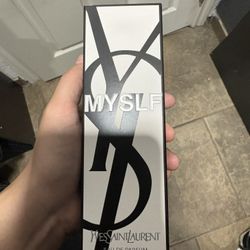 MYSLF
YVESSAINTLAURENT
EAU DE PARFUM